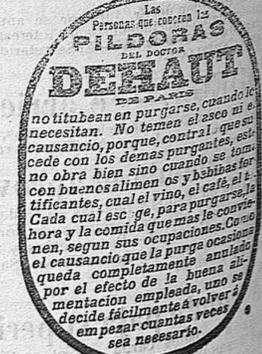 Las
Personas que conocen las
PÍLDORAS
DEL DOCTOR
DEHAUT
DE PARIS
no titubean en purgarse, cuando lo
necesitan. No temen el asco ni el
causancio, porque, contra lo que su
cede con los demas purgantes, este
no obra bien sino cuando se toma
con buenos alimentos y bebidas for
tificantes, cual el vino, el café, el té.
Cada cual escoge, para purgarse, la
hora y la comida que mas le convie
nen, segun sus ocupaciones. Como
el causancio que la purga ocasiona
queda completamente anulado
por el efecto de la buena ali-
mentacion empleada, uno se
decide fácilmente á volver á
empezar cuantas veces
sea necesario.